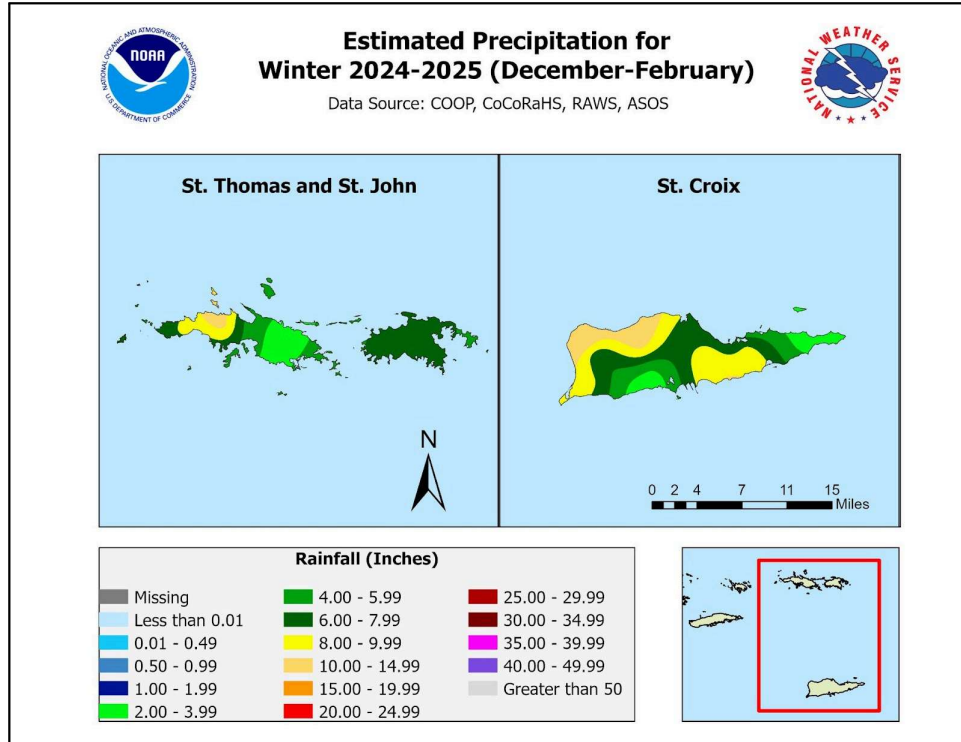 Estimated Precipitation for
Winter 2024-2025 (December-February)
Data Source: COOP, CoCoRaHS, RAWS, ASOS
NATIONAL OCEANIC AND ATMOSPHERIC ADMINISTRATION
NOAA
U.S. DEPARTMENT OF COMMERCE
NATIONAL WEATHER SERVICE
St. Thomas and St. John
St. Croix
N
0 2 4 7 11 15
Miles
Rainfall (Inches)
Missing
Less than 0.01
0.01 - 0.49
0.50 - 0.99
1.00 - 1.99
2.00 - 3.99
4.00 - 5.99
6.00 - 7.99
8.00 - 9.99
10.00 - 14.99
15.00 - 19.99
20.00 - 24.99
25.00 - 29.99
30.00 - 34.99
35.00 - 39.99
40.00 - 49.99
Greater than 50